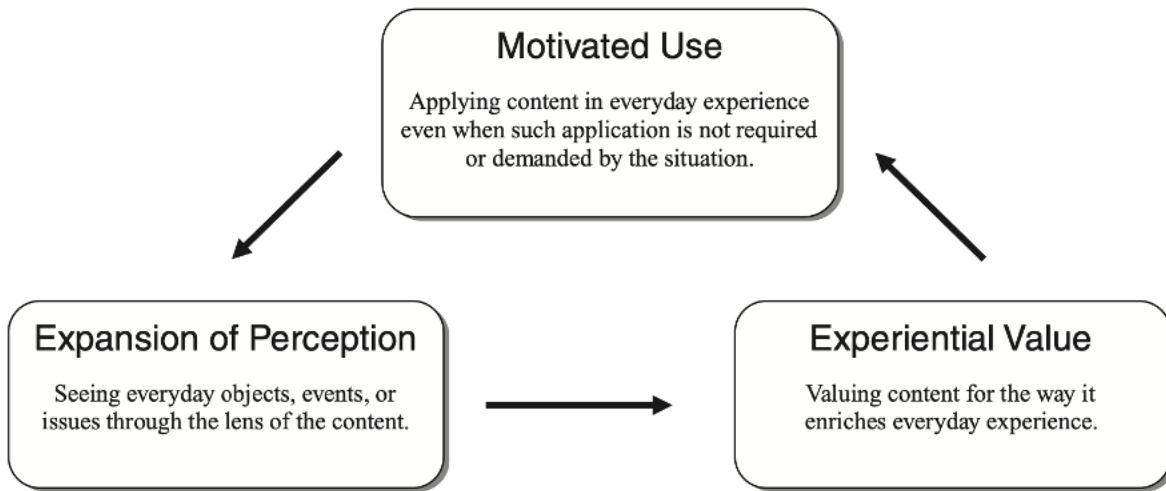 Motivated Use
Applying content in everyday experience
even when such application is not required
or demanded by the situation.
Expansion of Perception
Seeing everyday objects, events, or
issues through the lens of the content.
Experiential Value
Valuing content for the way it
enriches everyday experience.